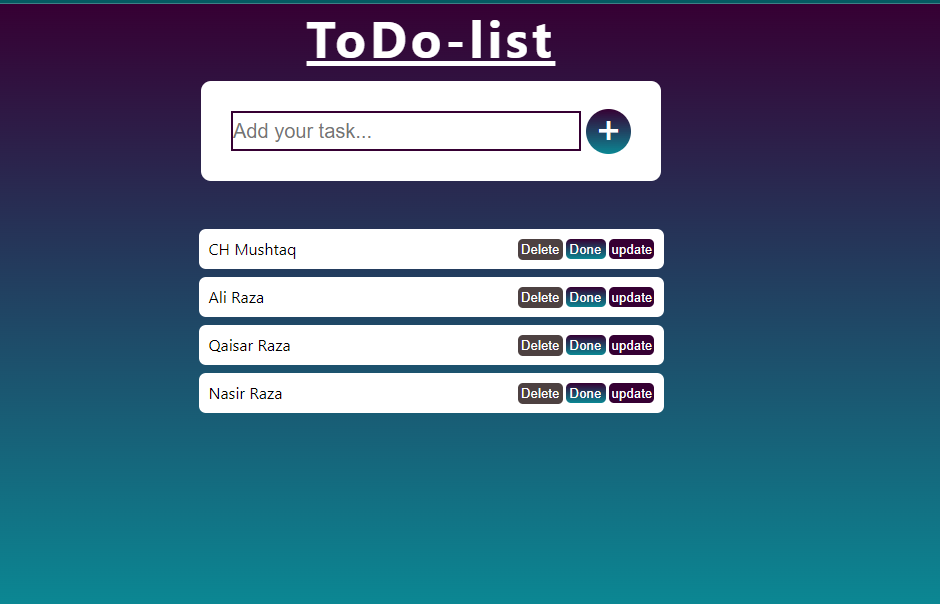 ToDo-list
Add your task...
+
CH Mushtaq Delete Done update
Ali Raza Delete Done update
Qaisar Raza Delete Done update
Nasir Raza Delete Done update